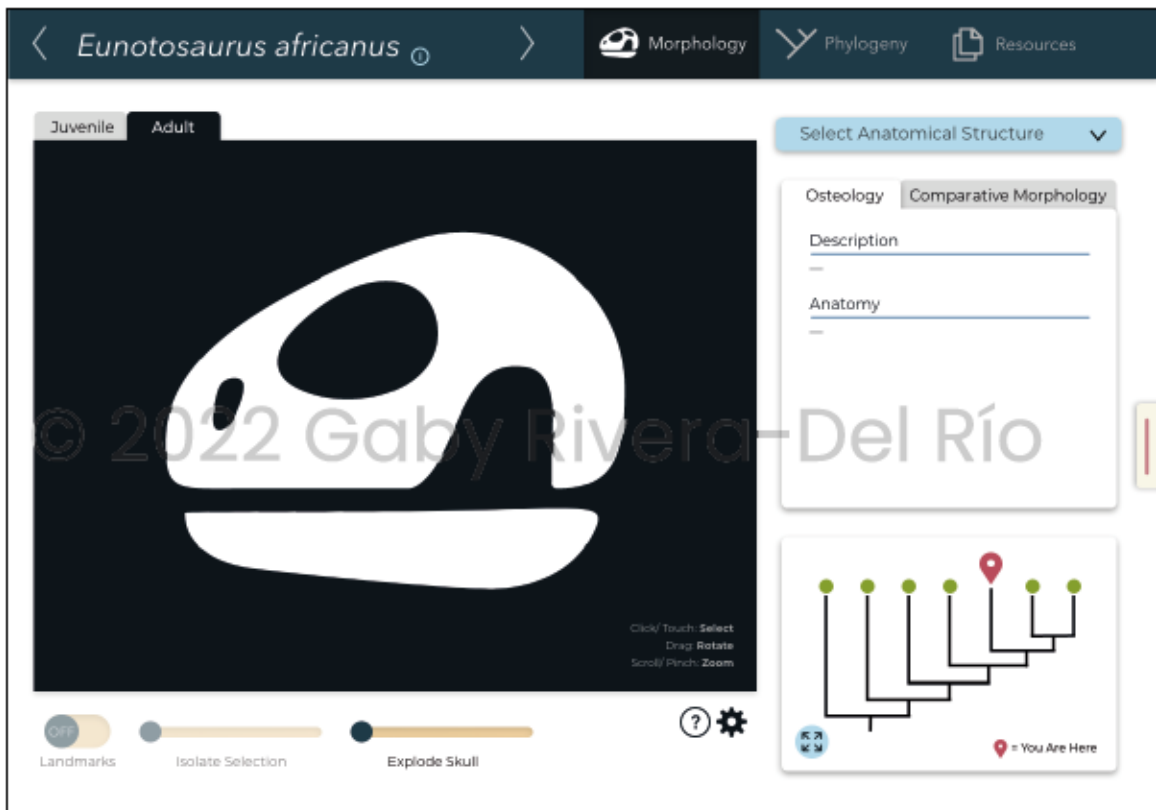 Eunotosaurus africanus
Morphology
Phylogeny
Resources
Juvenile
Adult
Select Anatomical Structure
Osteology
Comparative Morphology
Description
Anatomy
© 2022 Gaby Rivera-Del Río
Click/ Touch: Select
Drag: Rotate
Scroll/ Pinch: Zoom
OFF
Landmarks
Isolate Selection
Explode Skull
?
= You Are Here